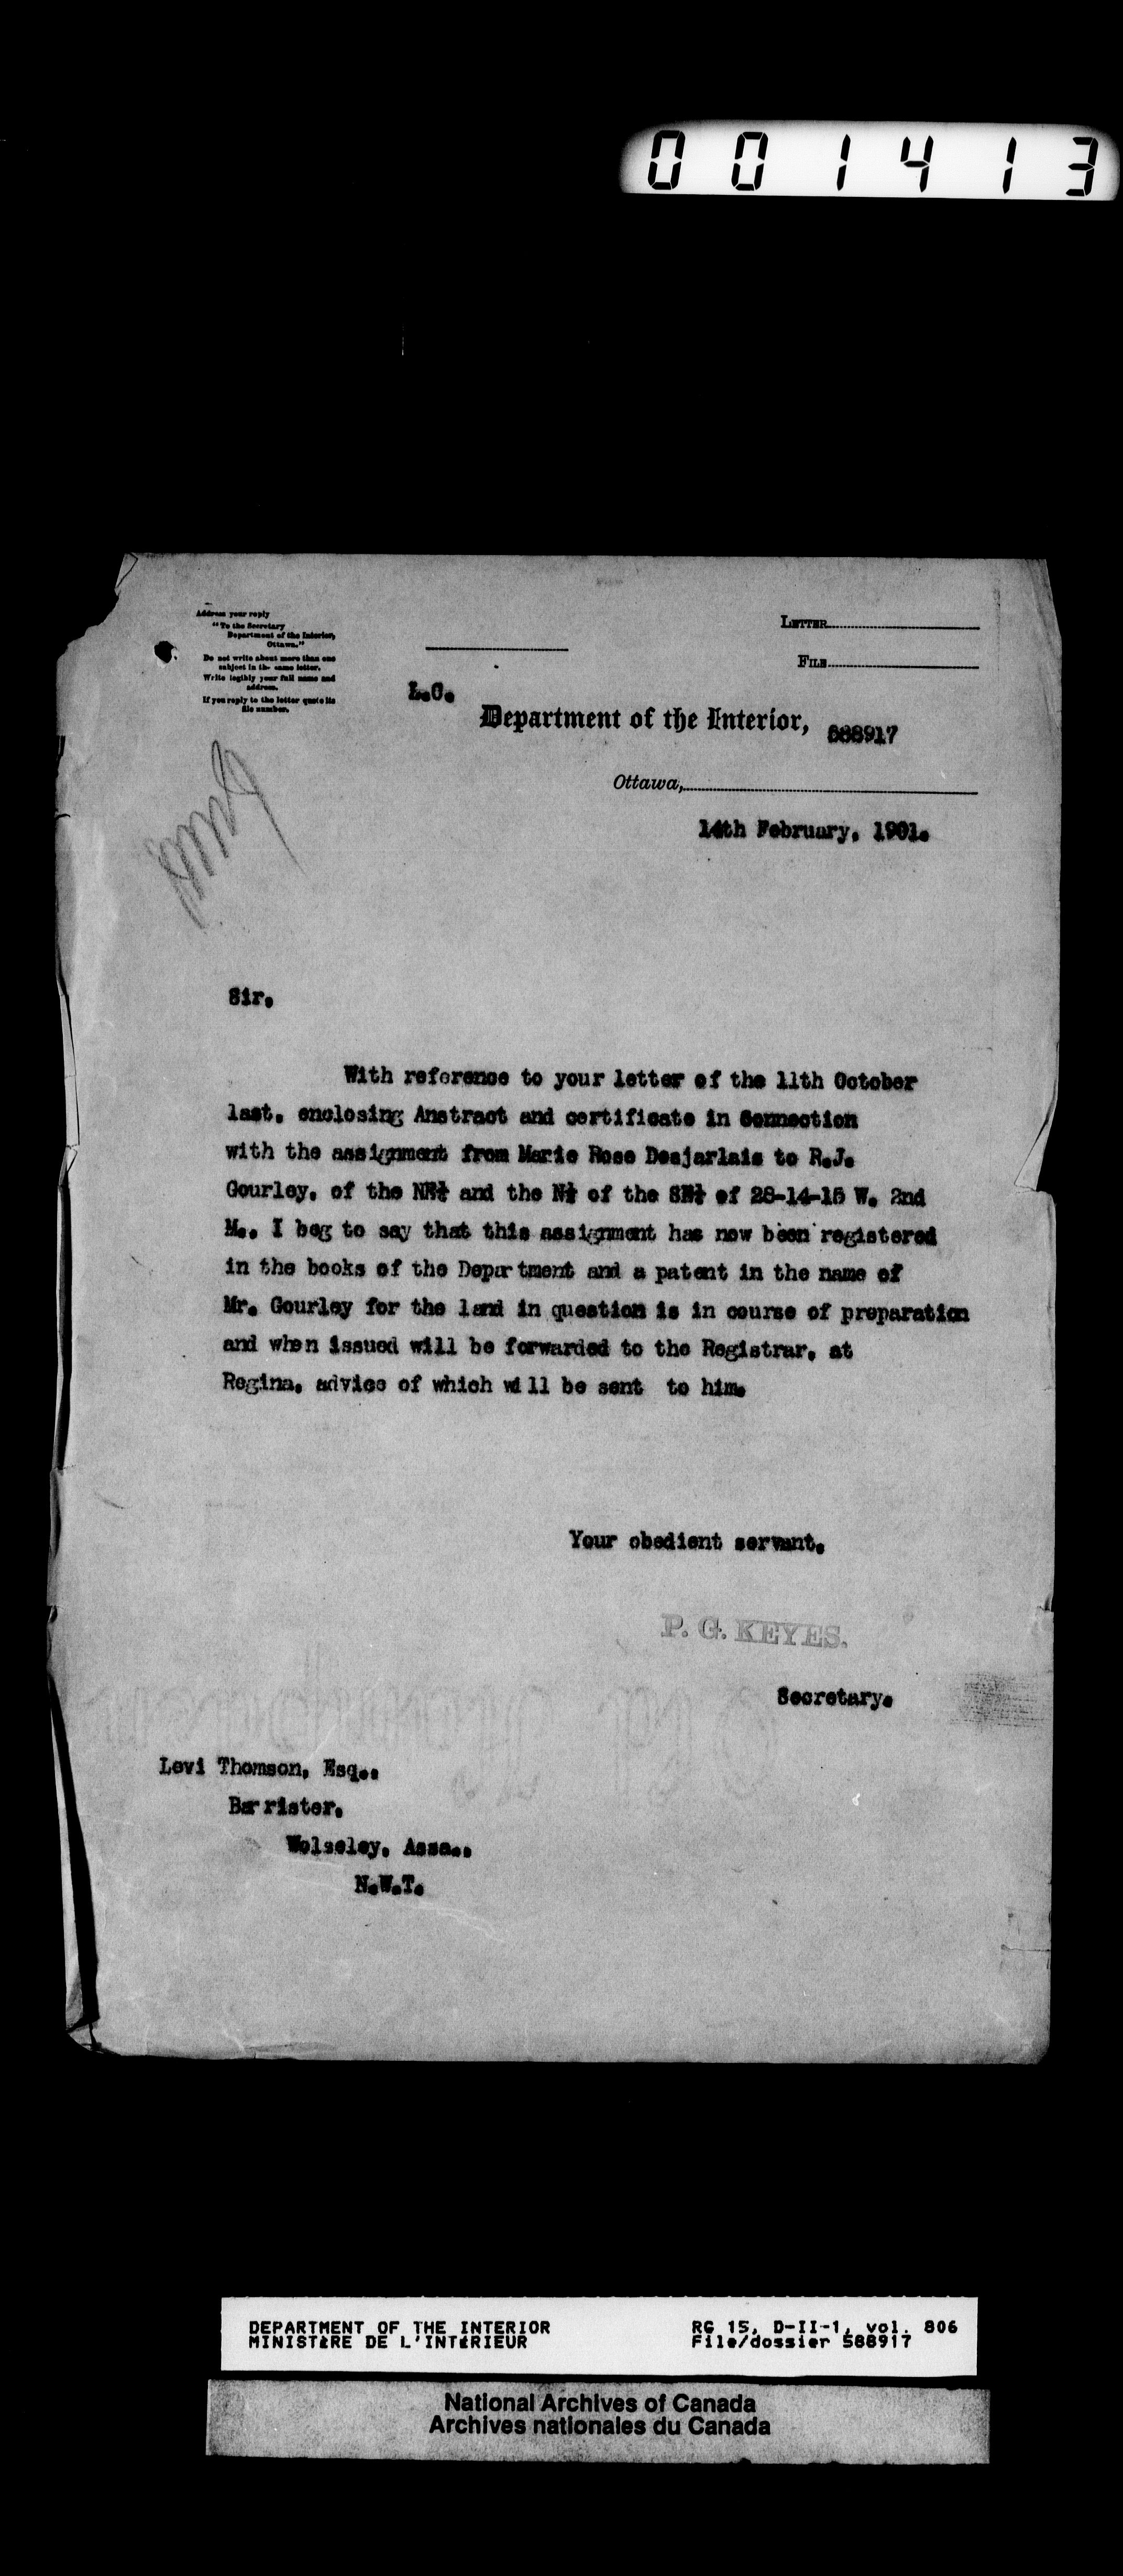 001413
Address your reply
"To the Secretary
Department of the Interior,
Ottawa."
Do not write about more than one
subject in the same letter.
Write legibly your full name and
address.
If you reply to the letter quote its
file number.
LETTER
FILE
L.C.
Department of the Interior,
588917
Ottawa,
14th February, 1901.
Sir,
With reference to your letter of the 11th October
last, enclosing Anstract and certificate in Connection
with the assignment from Marie Rose Desjarlais to R.J.
Gourley, of the and the N½ of the of 28-14-15 W. 2nd
M., I beg to say that this assignment has now been registered
in the books of the Department and a patent in the name of
Mr. Gourley for the land in question is in course of preparation
and when issued will be forwarded to the Registrar, at
Regina, advice of which will be sent to him.
Your obedient servant,
P. G. KEYES.
Secretary.
Levi Thomson, Esq.,
Barrister,
Wolseley, Assa.,
N.W.T.
DEPARTMENT OF THE INTERIOR
MINISTÈRE DE L'INTÉRIEUR
RG 15, D-II-1, vol. 806
File/dossier 588917
National Archives of Canada
Archives nationales du Canada